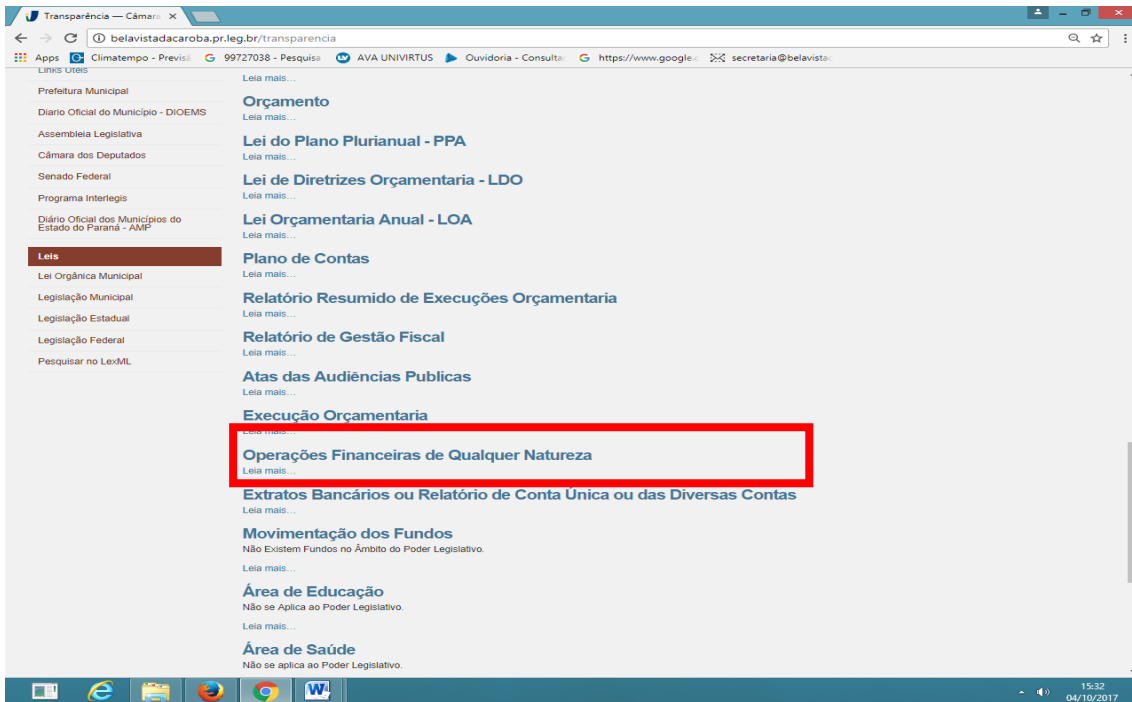 Transparência — Câmara
belavistadacaroba.pr.leg.br/transparencia
Apps Climatempo - Previsã 99727038 - Pesquisa AVA UNIVIRTUS Ouvidoria - Consulta https://www.google.c secretaria@belavistac
Links Úteis
Prefeitura Municipal
Diario Oficial do Município - DIOEMS
Assembleia Legislativa
Câmara dos Deputados
Senado Federal
Programa Interlegis
Diário Oficial dos Municípios do
Estado do Paraná - AMP
Leis
Lei Orgânica Municipal
Legislação Municipal
Legislação Estadual
Legislação Federal
Pesquisar no LexML
Leia mais…
Orçamento
Leia mais…
Lei do Plano Plurianual - PPA
Leia mais…
Lei de Diretrizes Orçamentaria - LDO
Leia mais…
Lei Orçamentaria Anual - LOA
Leia mais…
Plano de Contas
Leia mais…
Relatório Resumido de Execuções Orçamentaria
Leia mais…
Relatório de Gestão Fiscal
Leia mais…
Atas das Audiências Publicas
Leia mais…
Execução Orçamentaria
Leia mais…
Operações Financeiras de Qualquer Natureza
Leia mais…
Extratos Bancários ou Relatório de Conta Única ou das Diversas Contas
Leia mais…
Movimentação dos Fundos
Não Existem Fundos no Âmbito do Poder Legislativo.
Leia mais…
Área de Educação
Não se Aplica ao Poder Legislativo.
Leia mais…
Área de Saúde
Não se aplica ao Poder Legislativo.
15:32
04/10/2017